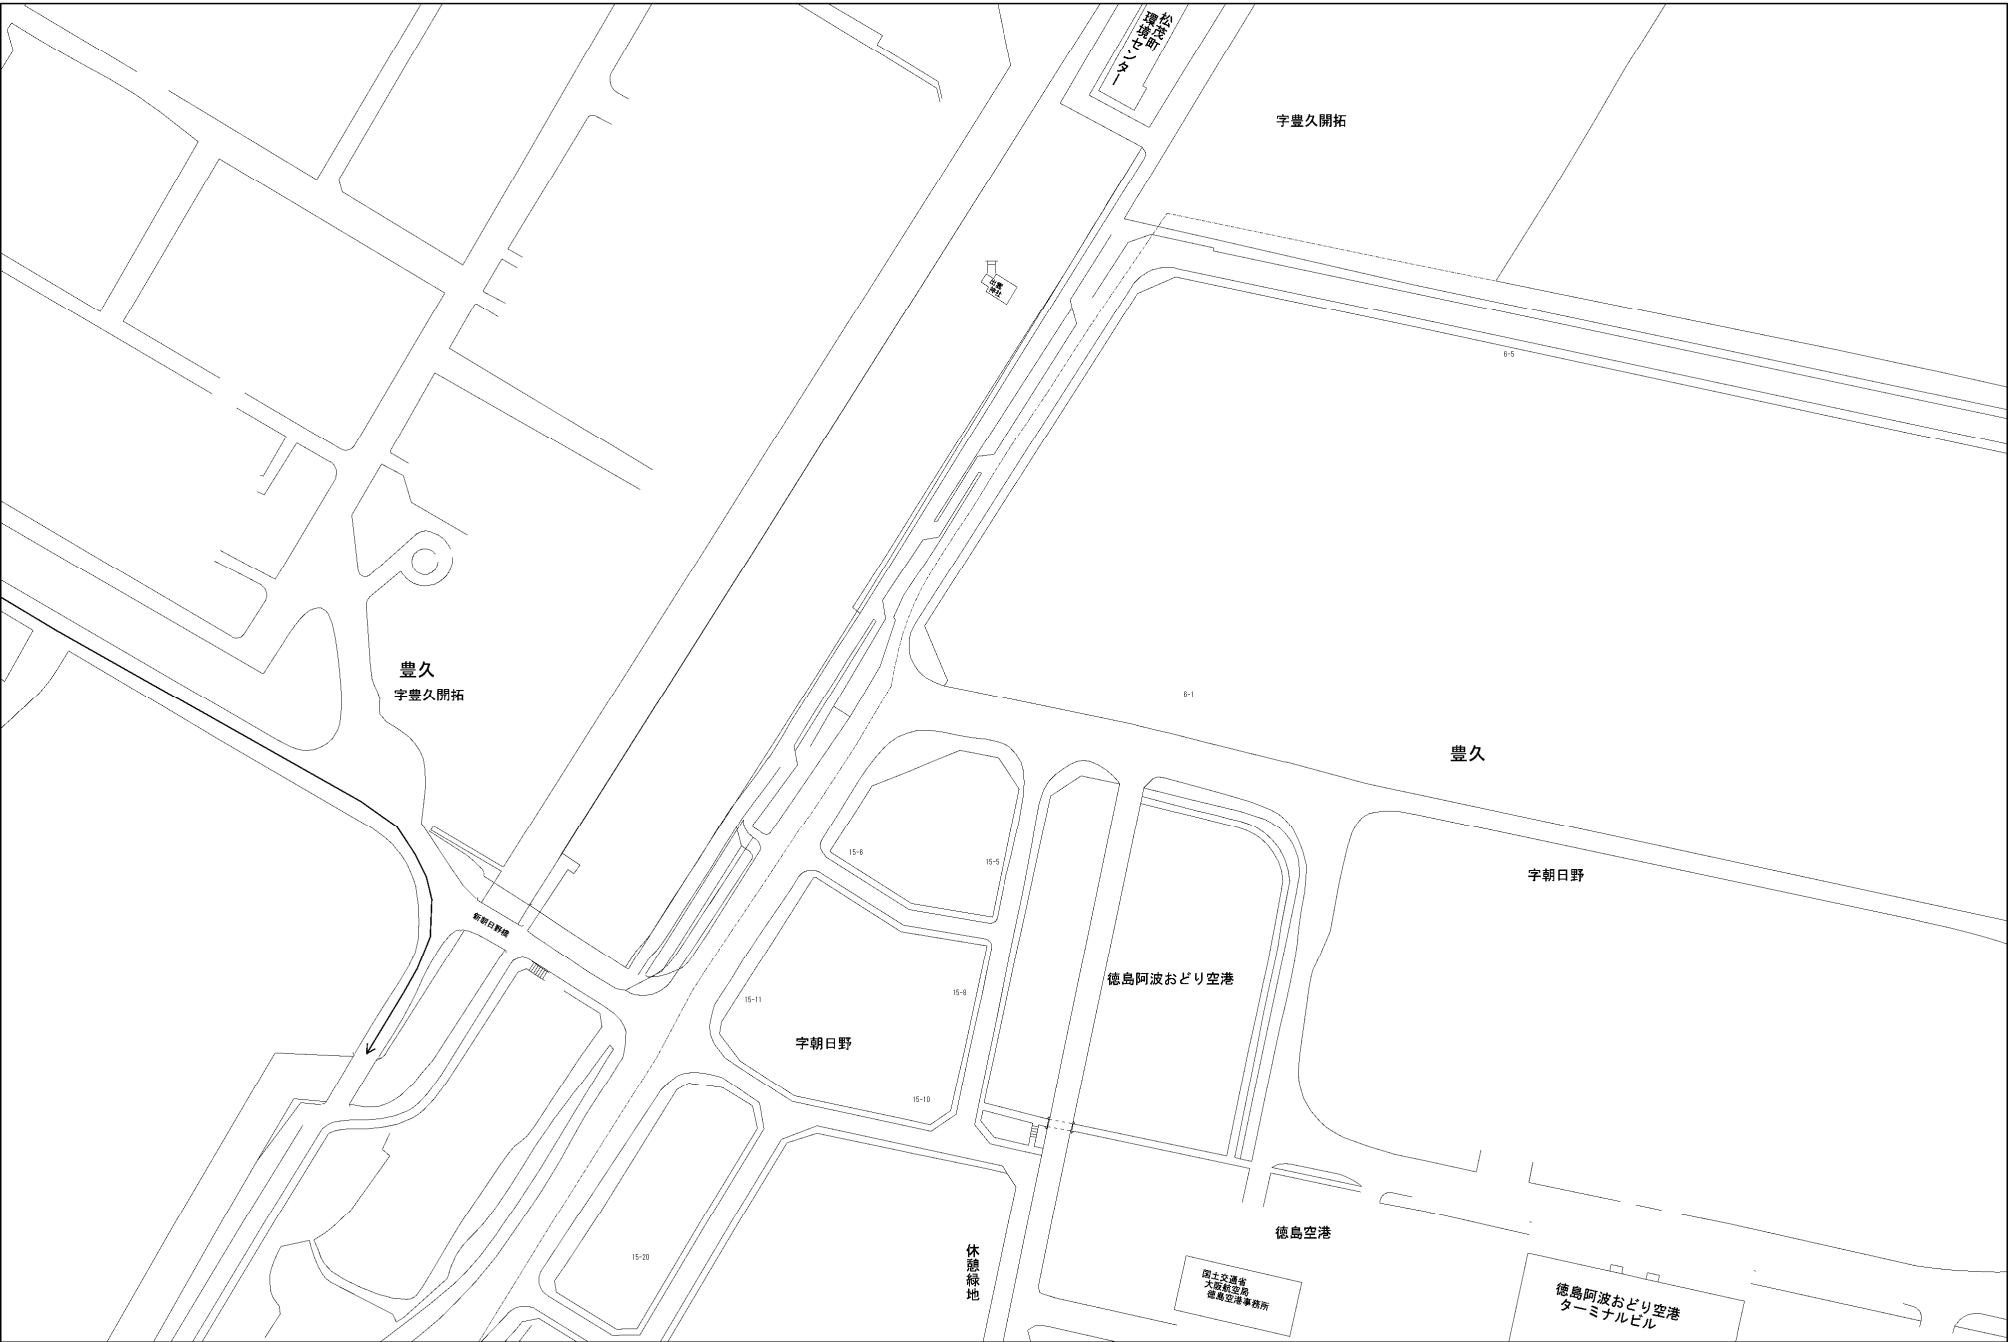 松茂町
環境センター
字豊久開拓
出雲
神社
6-5
豊久
字豊久開拓
6-1
豊久
15-6
15-5
字朝日野
新朝日野橋
徳島阿波おどり空港
15-11
15-8
字朝日野
15-10
徳島空港
15-20
休憩緑地
国土交通省
大阪航空局
徳島空港事務所
徳島阿波おどり空港
ターミナルビル